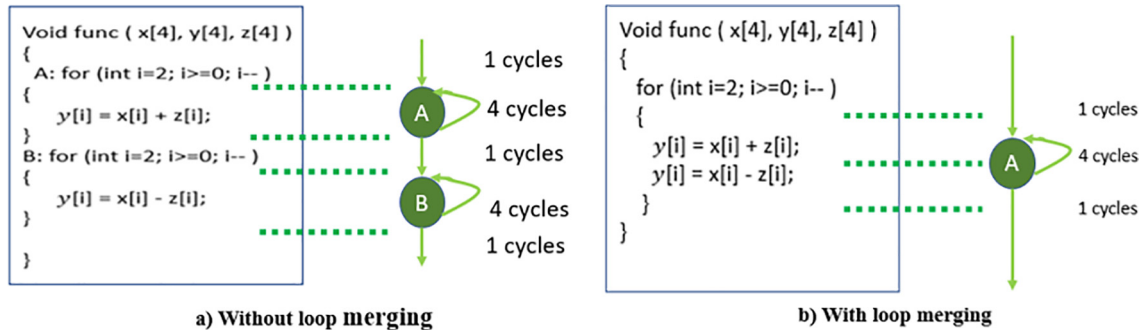 Void func ( x[4], y[4], z[4] )
{
A: for (int i=2; i>=0; i-- )
{
y[i] = x[i] + z[i];
}
B: for (int i=2; i>=0; i-- )
{
y[i] = x[i] - z[i];
}
}
1 cycles
A
4 cycles
1 cycles
B
4 cycles
1 cycles
a) Without loop merging
Void func ( x[4], y[4], z[4] )
{
for (int i=2; i>=0; i-- )
{
y[i] = x[i] + z[i];
y[i] = x[i] - z[i];
}
}
1 cycles
A
4 cycles
1 cycles
b) With loop merging